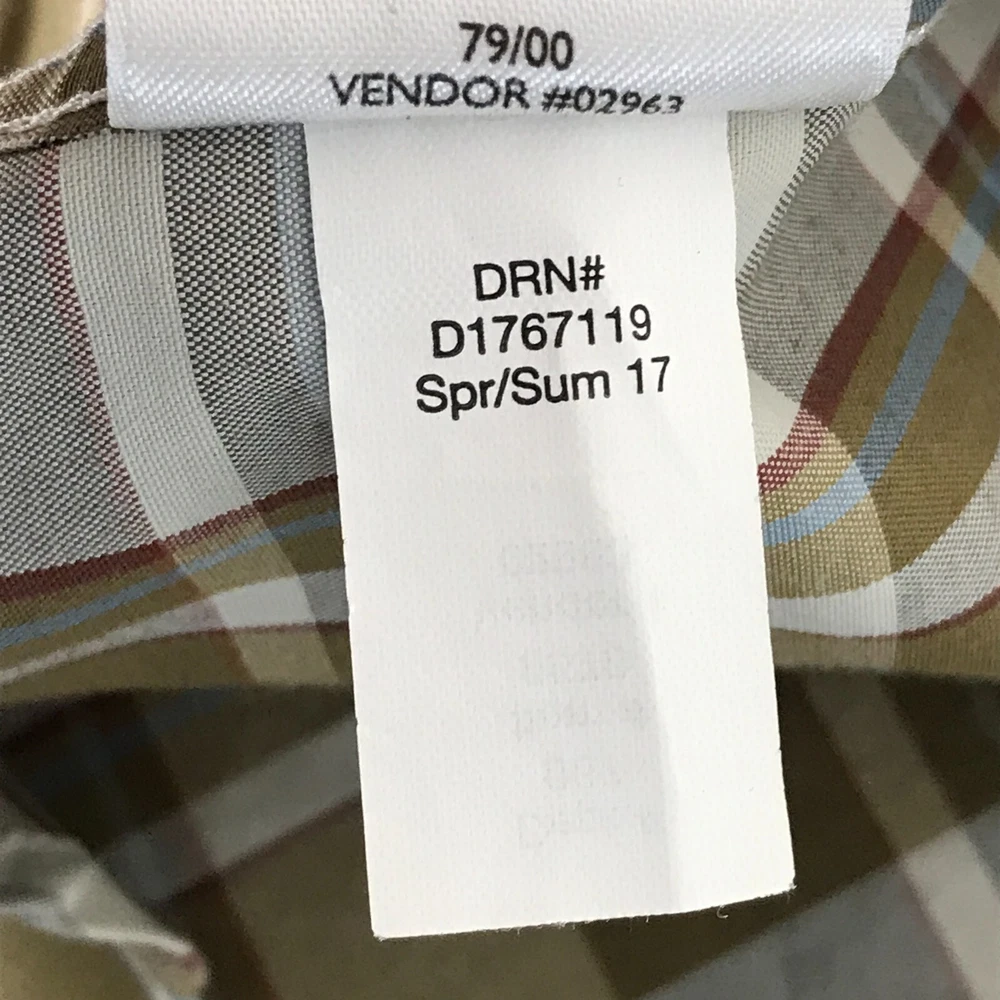 79/00
VENDOR #02963
DRN#
D1767119
Spr/Sum 17